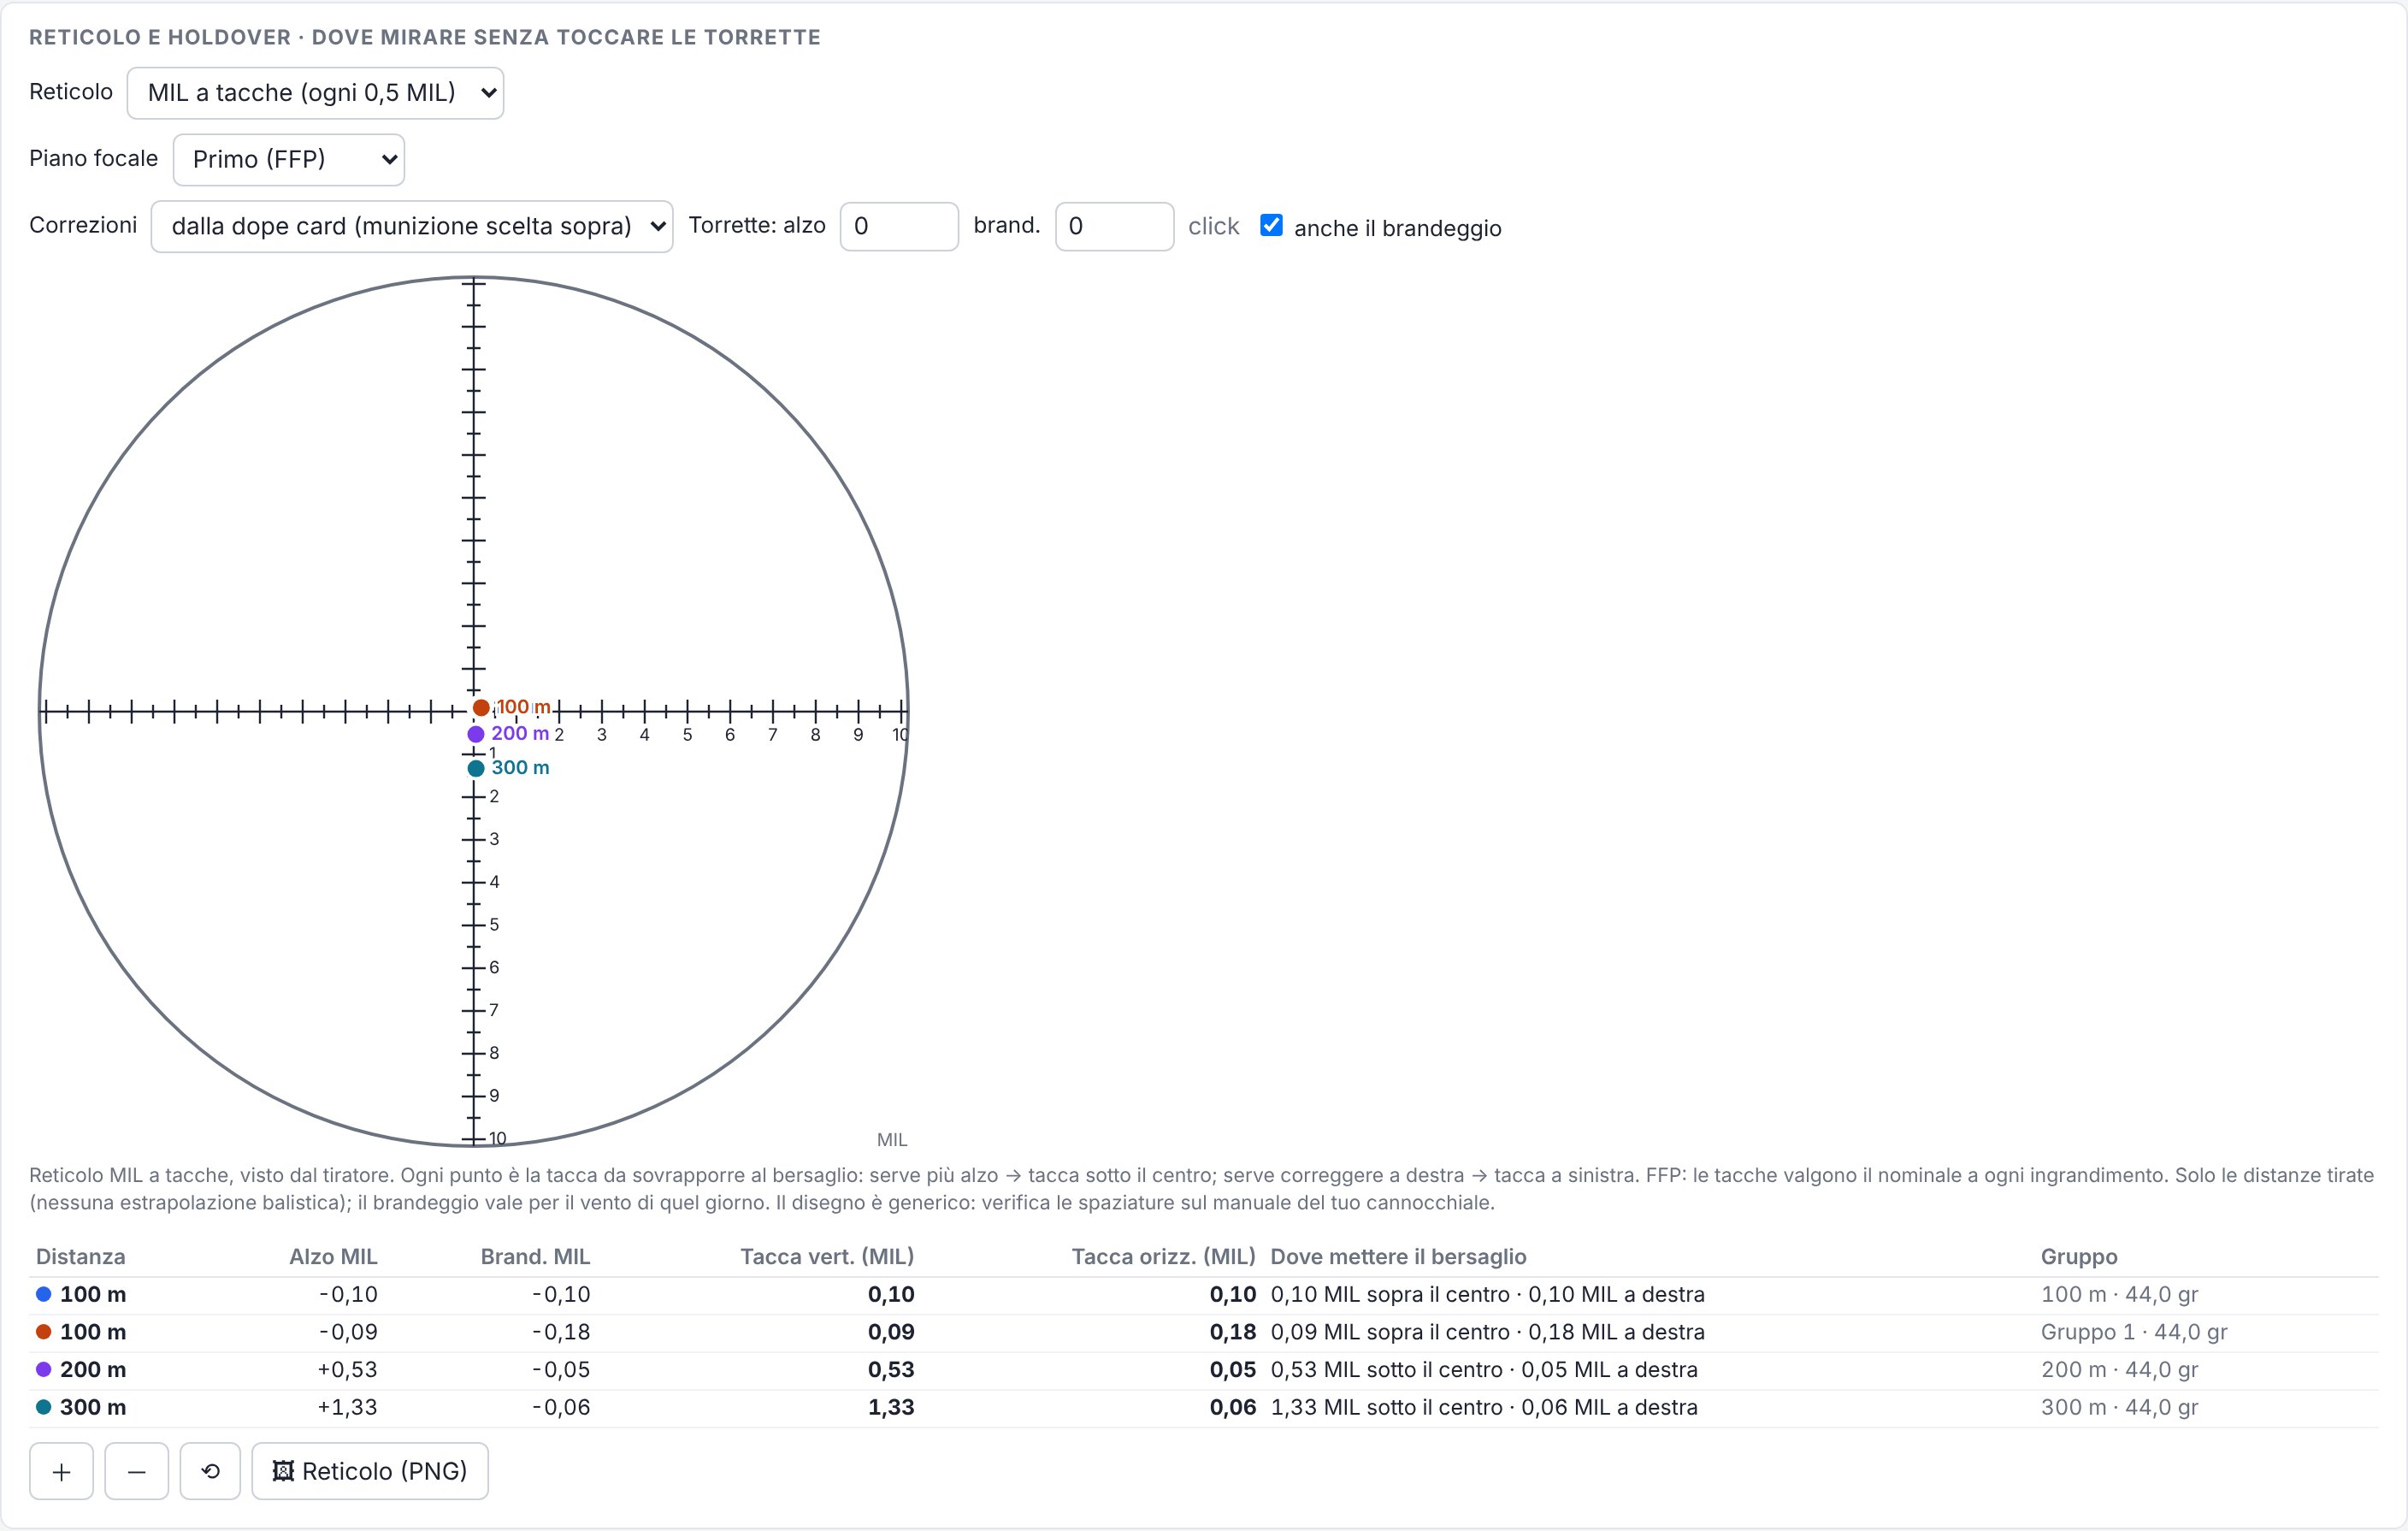 RETICOLO E HOLDOVER · DOVE MIRARE SENZA TOCCARE LE TORRETTE
Reticolo MIL a tacche (ogni 0,5 MIL)
Piano focale Primo (FFP)
Correzioni dalla dope card (munizione scelta sopra) Torrette: alzo 0 brand. 0 click anche il brandeggio
100 m
200 m 2 3 4 5 6 7 8 9 10
1
300 m
2
3
4
5
6
7
8
9
10
MIL
Reticolo MIL a tacche, visto dal tiratore. Ogni punto è la tacca da sovrapporre al bersaglio: serve più alzo → tacca sotto il centro; serve correggere a destra → tacca a sinistra. FFP: le tacche valgono il nominale a ogni ingrandimento. Solo le distanze tirate
(nessuna estrapolazione balistica); il brandeggio vale per il vento di quel giorno. Il disegno è generico: verifica le spaziature sul manuale del tuo cannocchiale.
Distanza Alzo MIL Brand. MIL Tacca vert. (MIL) Tacca orizz. (MIL) Dove mettere il bersaglio Gruppo
100 m -0,10 -0,10 0,10 0,10 0,10 MIL sopra il centro · 0,10 MIL a destra 100 m · 44,0 gr
100 m -0,09 -0,18 0,09 0,18 0,09 MIL sopra il centro · 0,18 MIL a destra Gruppo 1 · 44,0 gr
200 m +0,53 -0,05 0,53 0,05 0,53 MIL sotto il centro · 0,05 MIL a destra 200 m · 44,0 gr
300 m +1,33 -0,06 1,33 0,06 1,33 MIL sotto il centro · 0,06 MIL a destra 300 m · 44,0 gr
+ − ⟲ Reticolo (PNG)